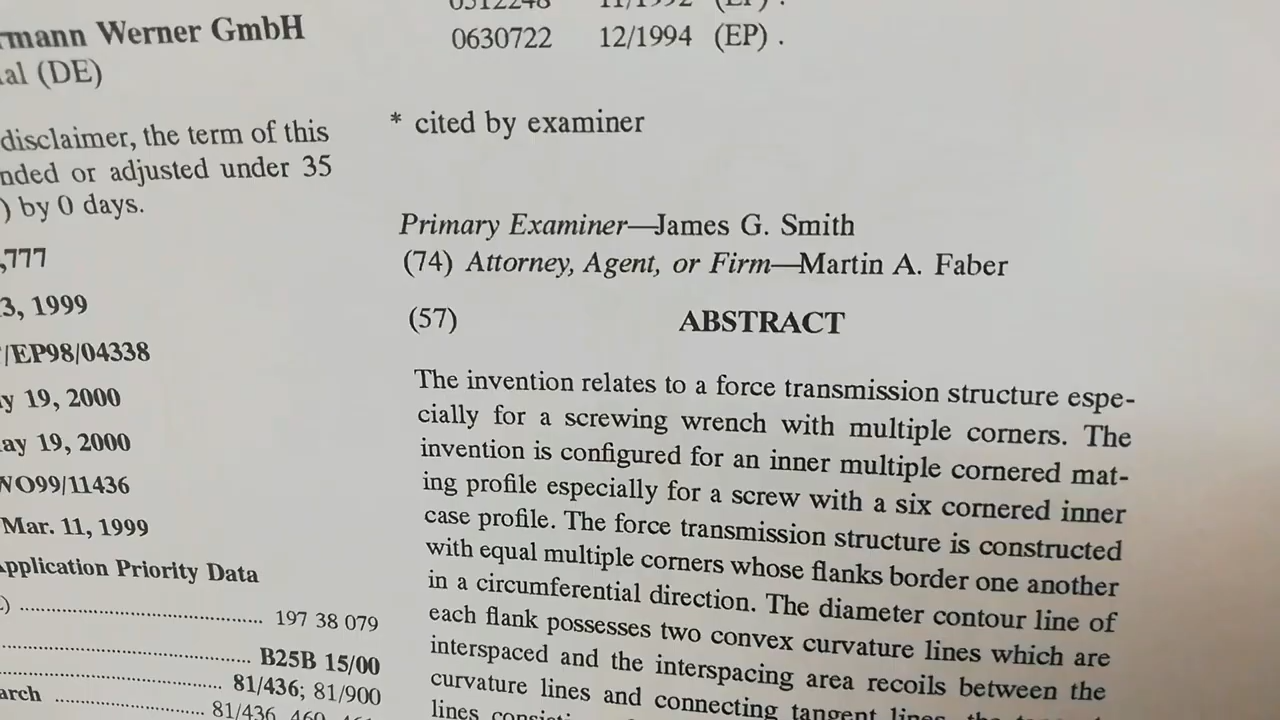 Werner GmbH
(DE)
disclaimer, the term of this
or adjusted under 35
) by 0 days.
,777
3, 1999
/EP98/04338
19, 2000
19, 2000
WO99/11436
Mar. 11, 1999
Application Priority Data
197 38 079
B25B 15/00
81/436; 81/900
81/436, 460,
12/1994 (EP) .
0630722
* cited by examiner
Primary Examiner—James G. Smith
(74) Attorney, Agent, or Firm—Martin A. Faber
(57) ABSTRACT
The invention relates to a force transmission structure espe-
cially for a screwing wrench with multiple corners. The
invention is configured for an inner multiple cornered mat-
ing profile especially for a screw with a six cornered inner
case profile. The force transmission structure is constructed
with equal multiple corners whose flanks border one another
in a circumferential direction. The diameter contour line of
each flank possesses two convex curvature lines which are
interspaced and the interspacing area recoils between the
curvature lines and connecting tangent lines, the
lines